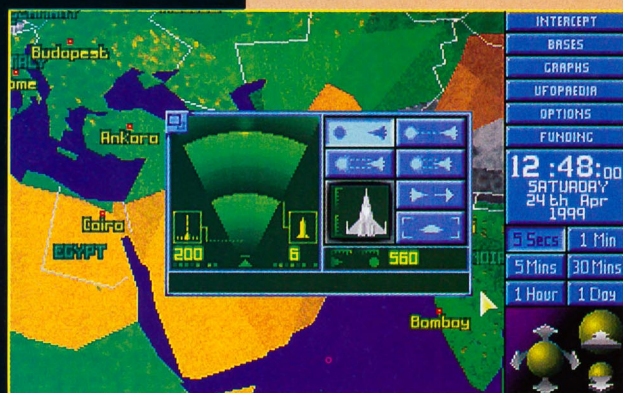 INTERCEPT
BASES
GRAPHS
UFOPAEDIA
OPTIONS
FUNDING
12:48:00
SATURDAY
24th Apr
1999
5 Secs 1 Min
5 Mins 30 Mins
1 Hour 1 Day
Budapest
Ankara
Cairo
EGYPT
200 6 560
Bombay